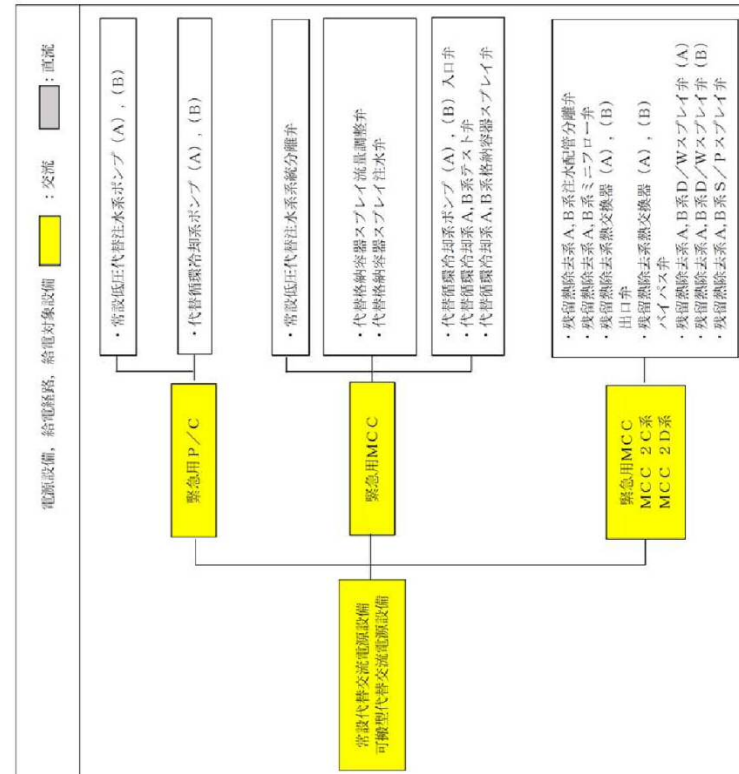 電源設備，給電経路，給電対象設備
：交流
：直流
常設代替交流電源設備
可搬型代替交流電源設備
緊急用Ｐ／Ｃ
・常設低圧代替注水系ポンプ（A），（B）
・代替循環冷却系ポンプ（A），（B）
緊急用ＭＣＣ
・常設低圧代替注水系系統分離弁
・代替格納容器スプレイ流量調整弁
・代替格納容器スプレイ注水弁
・代替循環冷却系ポンプ（A），（B）入口弁
・代替循環冷却系A,B系テスト弁
・代替循環冷却系A,B系格納容器スプレイ弁
緊急用ＭＣＣ
ＭＣＣ ２Ｃ系
ＭＣＣ ２Ｄ系
・残留熱除去系A,B系注水配管分離弁
・残留熱除去系A,B系ミニフロー弁
・残留熱除去系熱交換器（A），（B）
出口弁
・残留熱除去系熱交換器（A），（B）
バイパス弁
・残留熱除去系A,B系Ｄ／Ｗスプレイ弁（A）
・残留熱除去系A,B系Ｄ／Ｗスプレイ弁（B）
・残留熱除去系A,B系Ｓ／Ｐスプレイ弁